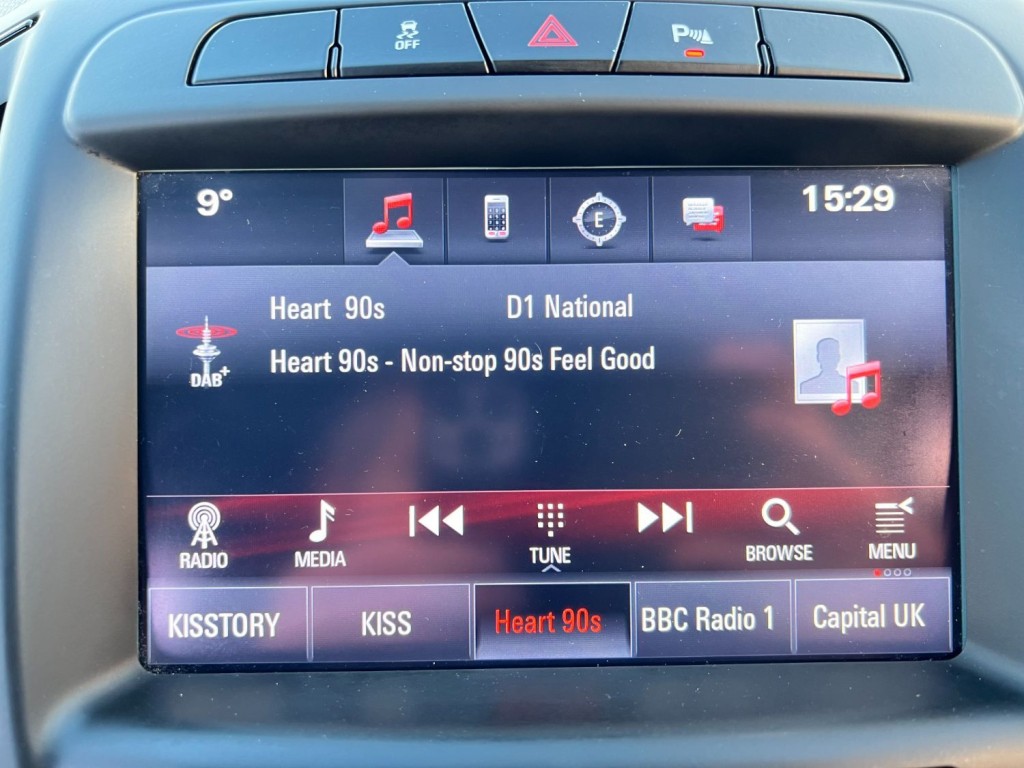 OFF
P
9°
E
15:29
Heart 90s
D1 National
DAB+
Heart 90s - Non-stop 90s Feel Good
RADIO
MEDIA
TUNE
BROWSE
MENU
KISSTORY
KISS
Heart 90s
BBC Radio 1
Capital UK